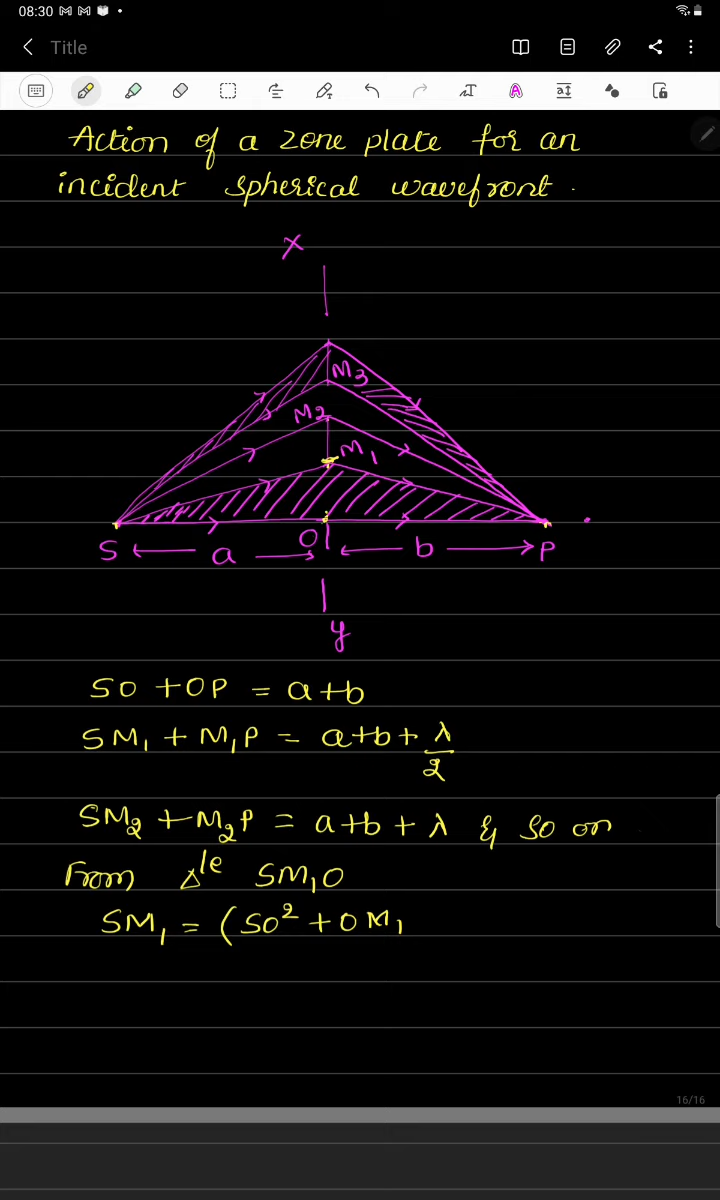 08:30
Title
Action of a zone plate for an
incident spherical wavefront.
X
M3
M2
M1
S
a
O
b
P
y
SO + OP = a+b
SM₁ + M₁P = a+b+ λ/2
SM₂ + M₂P = a+b+λ & so on
From Δle SM₁O
SM₁ = (SO² + OM₁
16/16